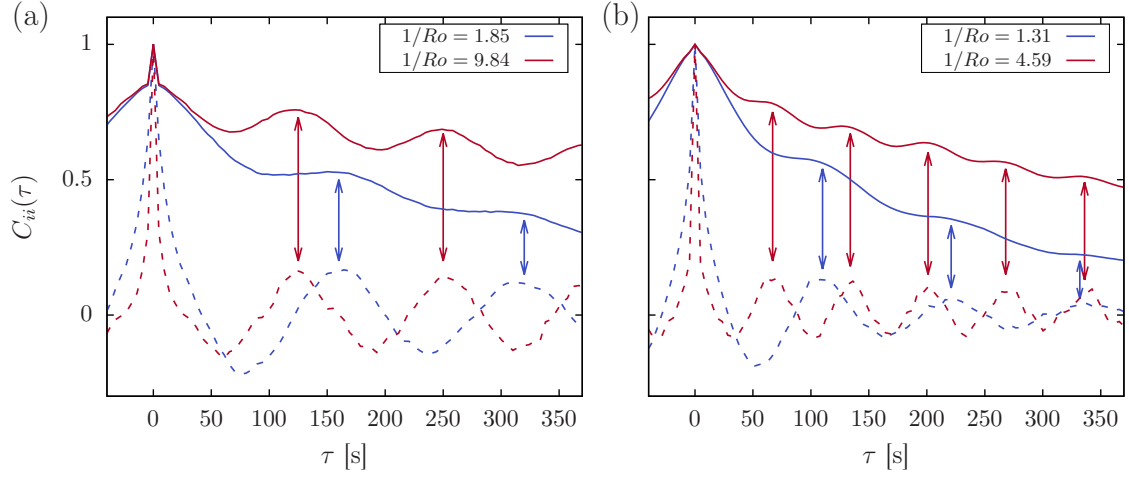 (a)
1/Ro = 1.85
1/Ro = 9.84
C_ii(τ)
1
0.5
0
0 50 100 150 200 250 300 350
τ [s]
(b)
1/Ro = 1.31
1/Ro = 4.59
0 50 100 150 200 250 300 350
τ [s]